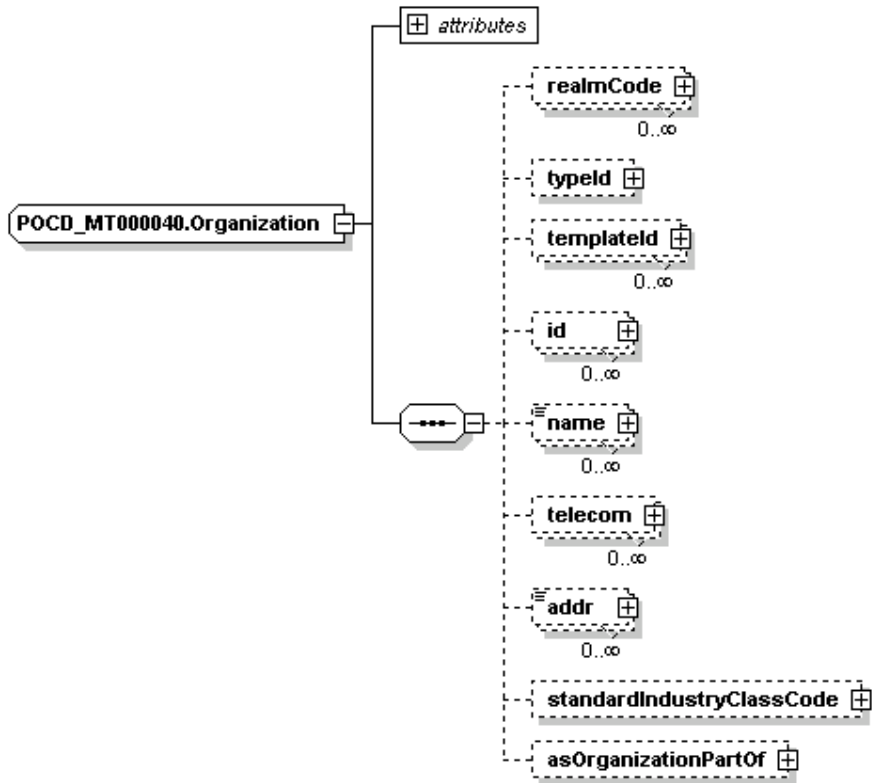 attributes
realmCode
0..∞
typeId
POCD_MT000040.Organization
templateId
0..∞
id
0..∞
name
0..∞
telecom
0..∞
addr
0..∞
standardIndustryClassCode
asOrganizationPartOf